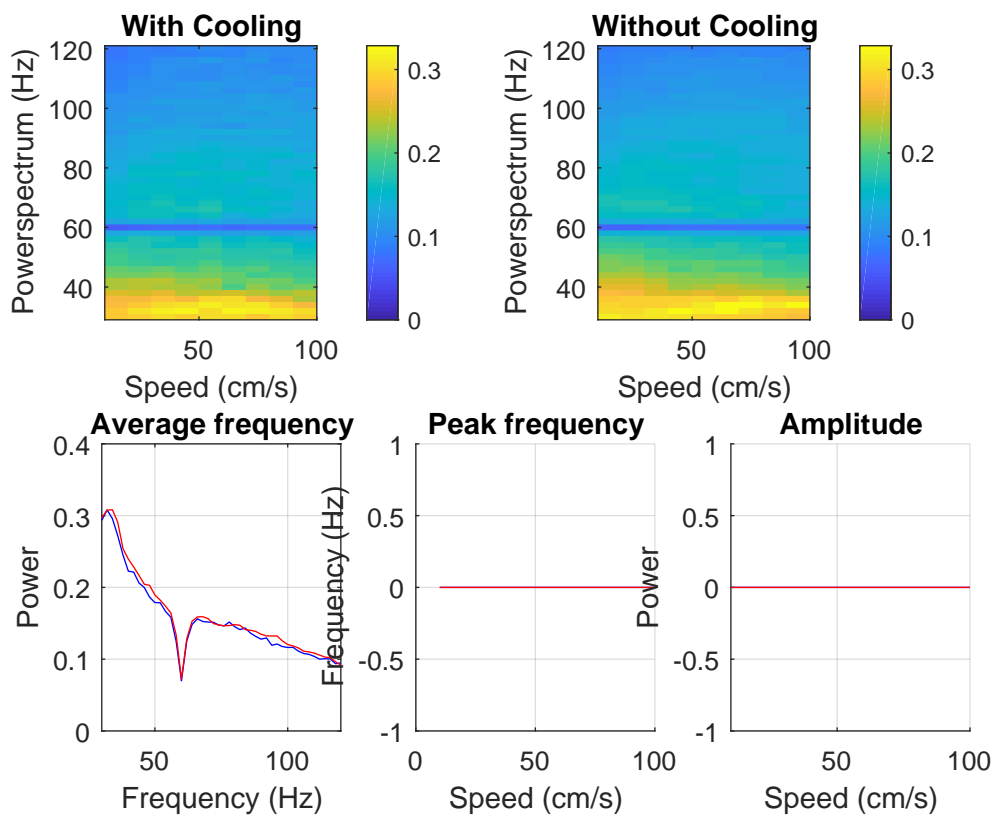 With Cooling
Without Cooling
Powerspectrum (Hz)
120
100
80
60
40
50
100
Speed (cm/s)
0.3
0.2
0.1
0
Powerspectrum (Hz)
120
100
80
60
40
50
100
Speed (cm/s)
0.3
0.2
0.1
0
Average frequency
Power
0.4
0.3
0.2
0.1
0
50
100
Frequency (Hz)
Peak frequency
Frequency (Hz)
1
0.5
0
-0.5
-1
0
50
100
Speed (cm/s)
Amplitude
Power
1
0.5
0
-0.5
-1
50
100
Speed (cm/s)